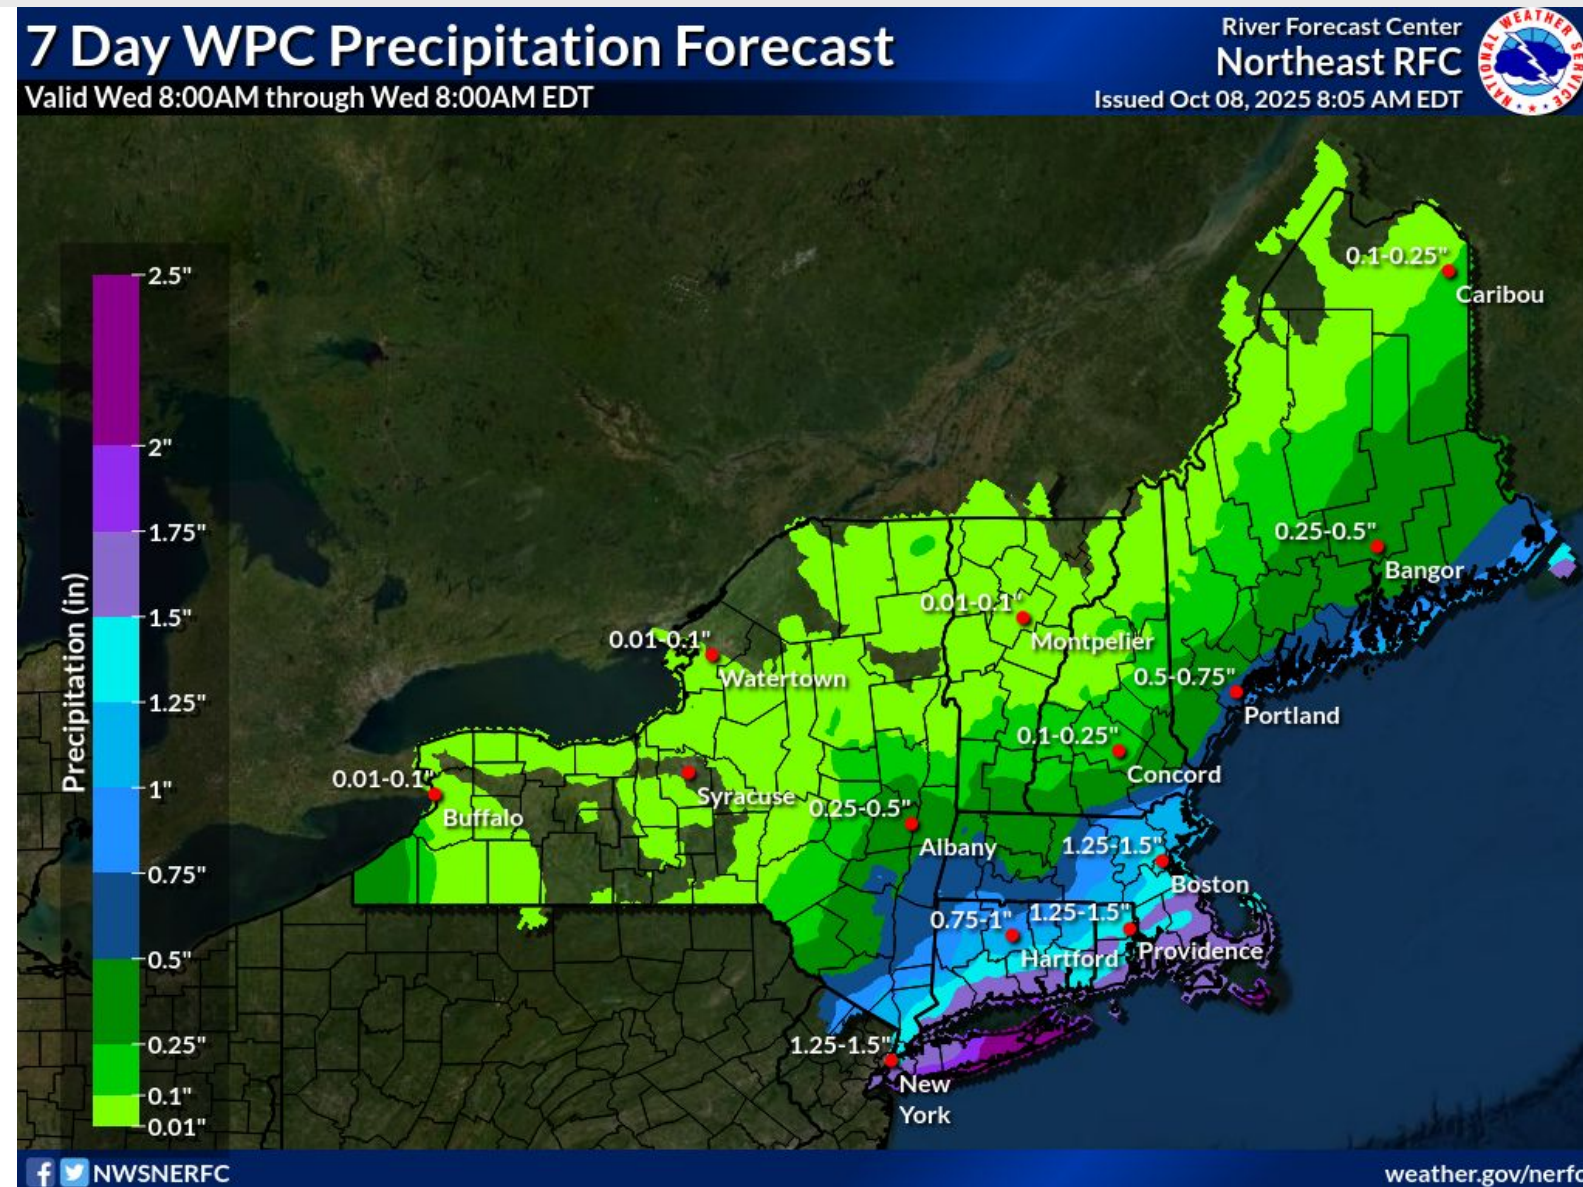 7 Day WPC Precipitation Forecast
Valid Wed 8:00AM through Wed 8:00AM EDT
River Forecast Center
Northeast RFC
Issued Oct 08, 2025 8:05 AM EDT
NATIONAL WEATHER SERVICE
Precipitation (in)
2.5"
2"
1.75"
1.5"
1.25"
1"
0.75"
0.5"
0.25"
0.1"
0.01"
0.1-0.25"
Caribou
0.25-0.5"
Bangor
0.01-0.1"
Montpelier
0.01-0.1"
Watertown
0.5-0.75"
Portland
0.1-0.25"
Concord
0.01-0.1"
Buffalo
Syracuse
0.25-0.5"
Albany
1.25-1.5"
Boston
0.75-1"
Hartford
1.25-1.5"
Providence
1.25-1.5"
New
York
NWSNERFC
weather.gov/nerfc